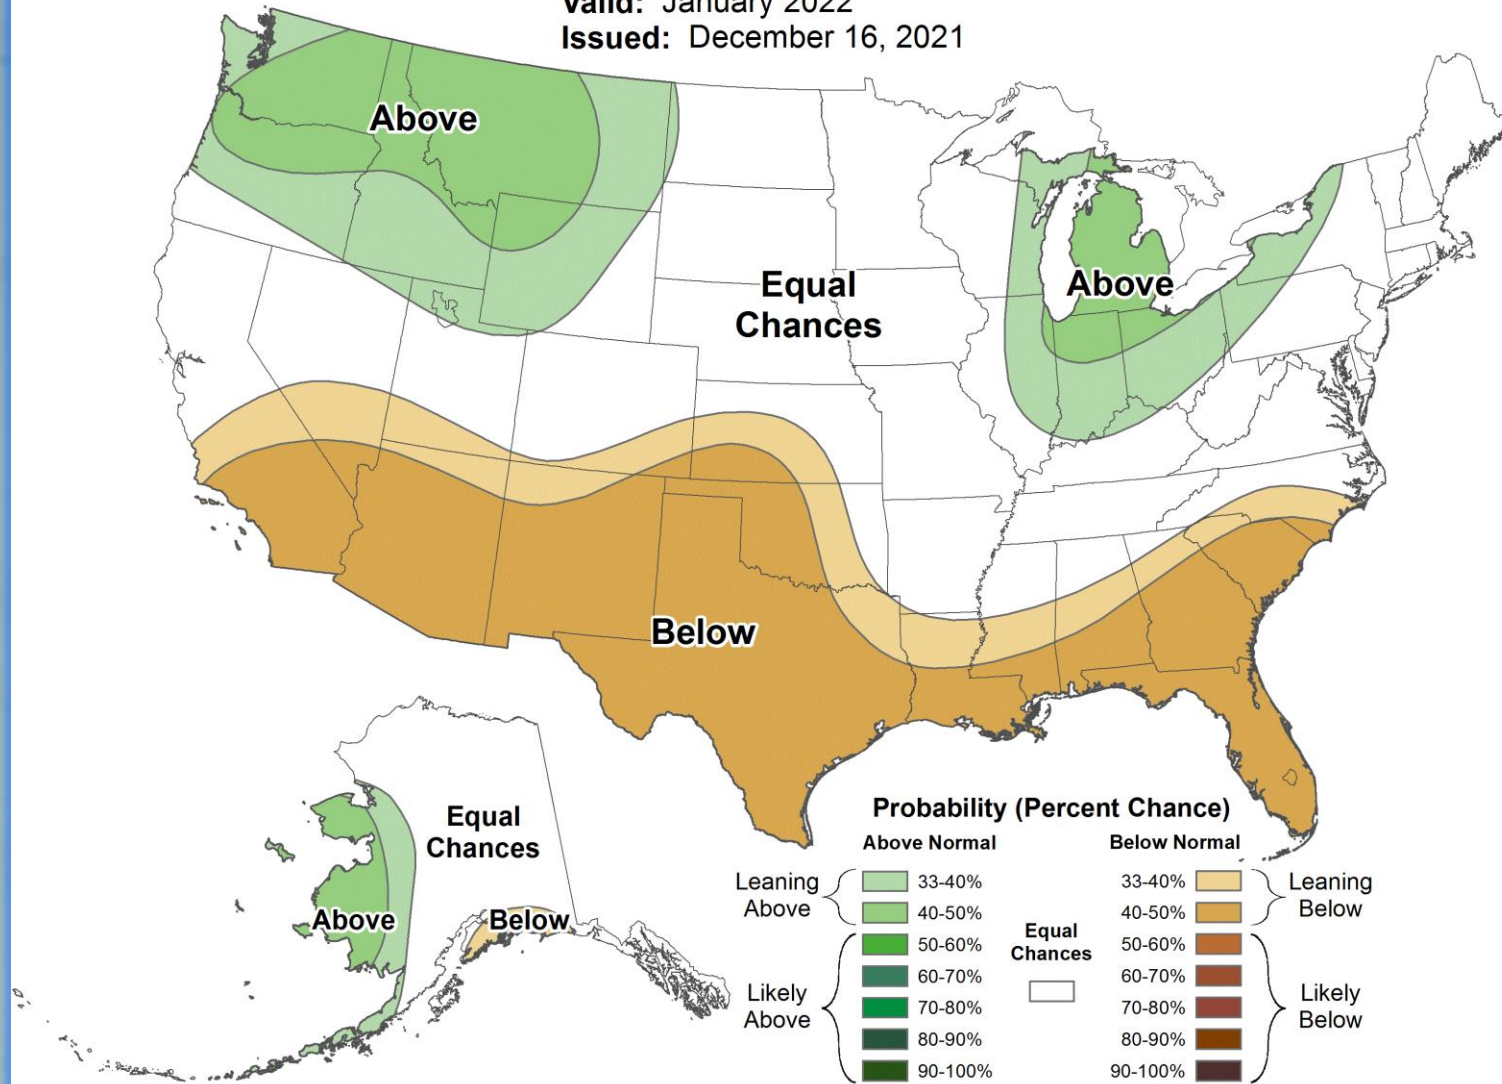 Valid: January 2022
Issued: December 16, 2021
Above
Above
Equal
Chances
Below
Equal
Chances
Above
Below
Probability (Percent Chance)
Above Normal
Below Normal
Leaning
Above
33-40%
40-50%
Likely
Above
50-60%
60-70%
70-80%
80-90%
90-100%
Equal
Chances
33-40%
40-50%
Leaning
Below
50-60%
60-70%
70-80%
80-90%
90-100%
Likely
Below